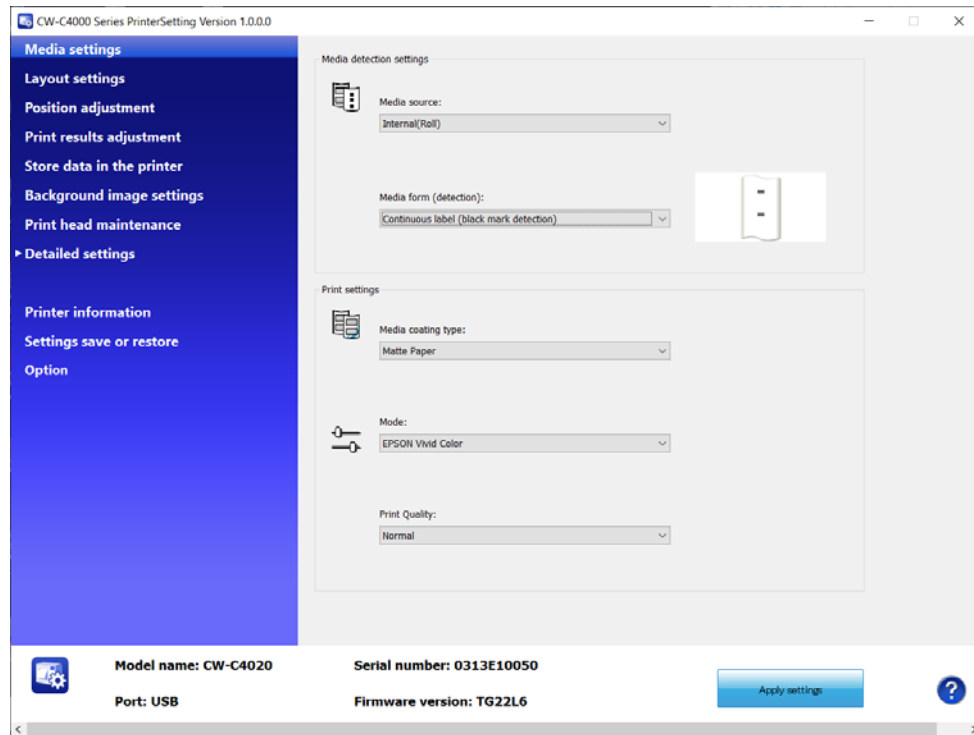 CW-C4000 Series PrinterSetting Version 1.0.0.0
Media settings
Layout settings
Position adjustment
Print results adjustment
Store data in the printer
Background image settings
Print head maintenance
Detailed settings
Printer information
Settings save or restore
Option
Media detection settings
Media source:
Internal(Roll)
Media form (detection):
Continuous label (black mark detection)
Print settings
Media coating type:
Matte Paper
Mode:
EPSON Vivid Color
Print Quality:
Normal
Model name: CW-C4020 Serial number: 0313E10050
Port: USB Firmware version: TG22L6
Apply settings
?